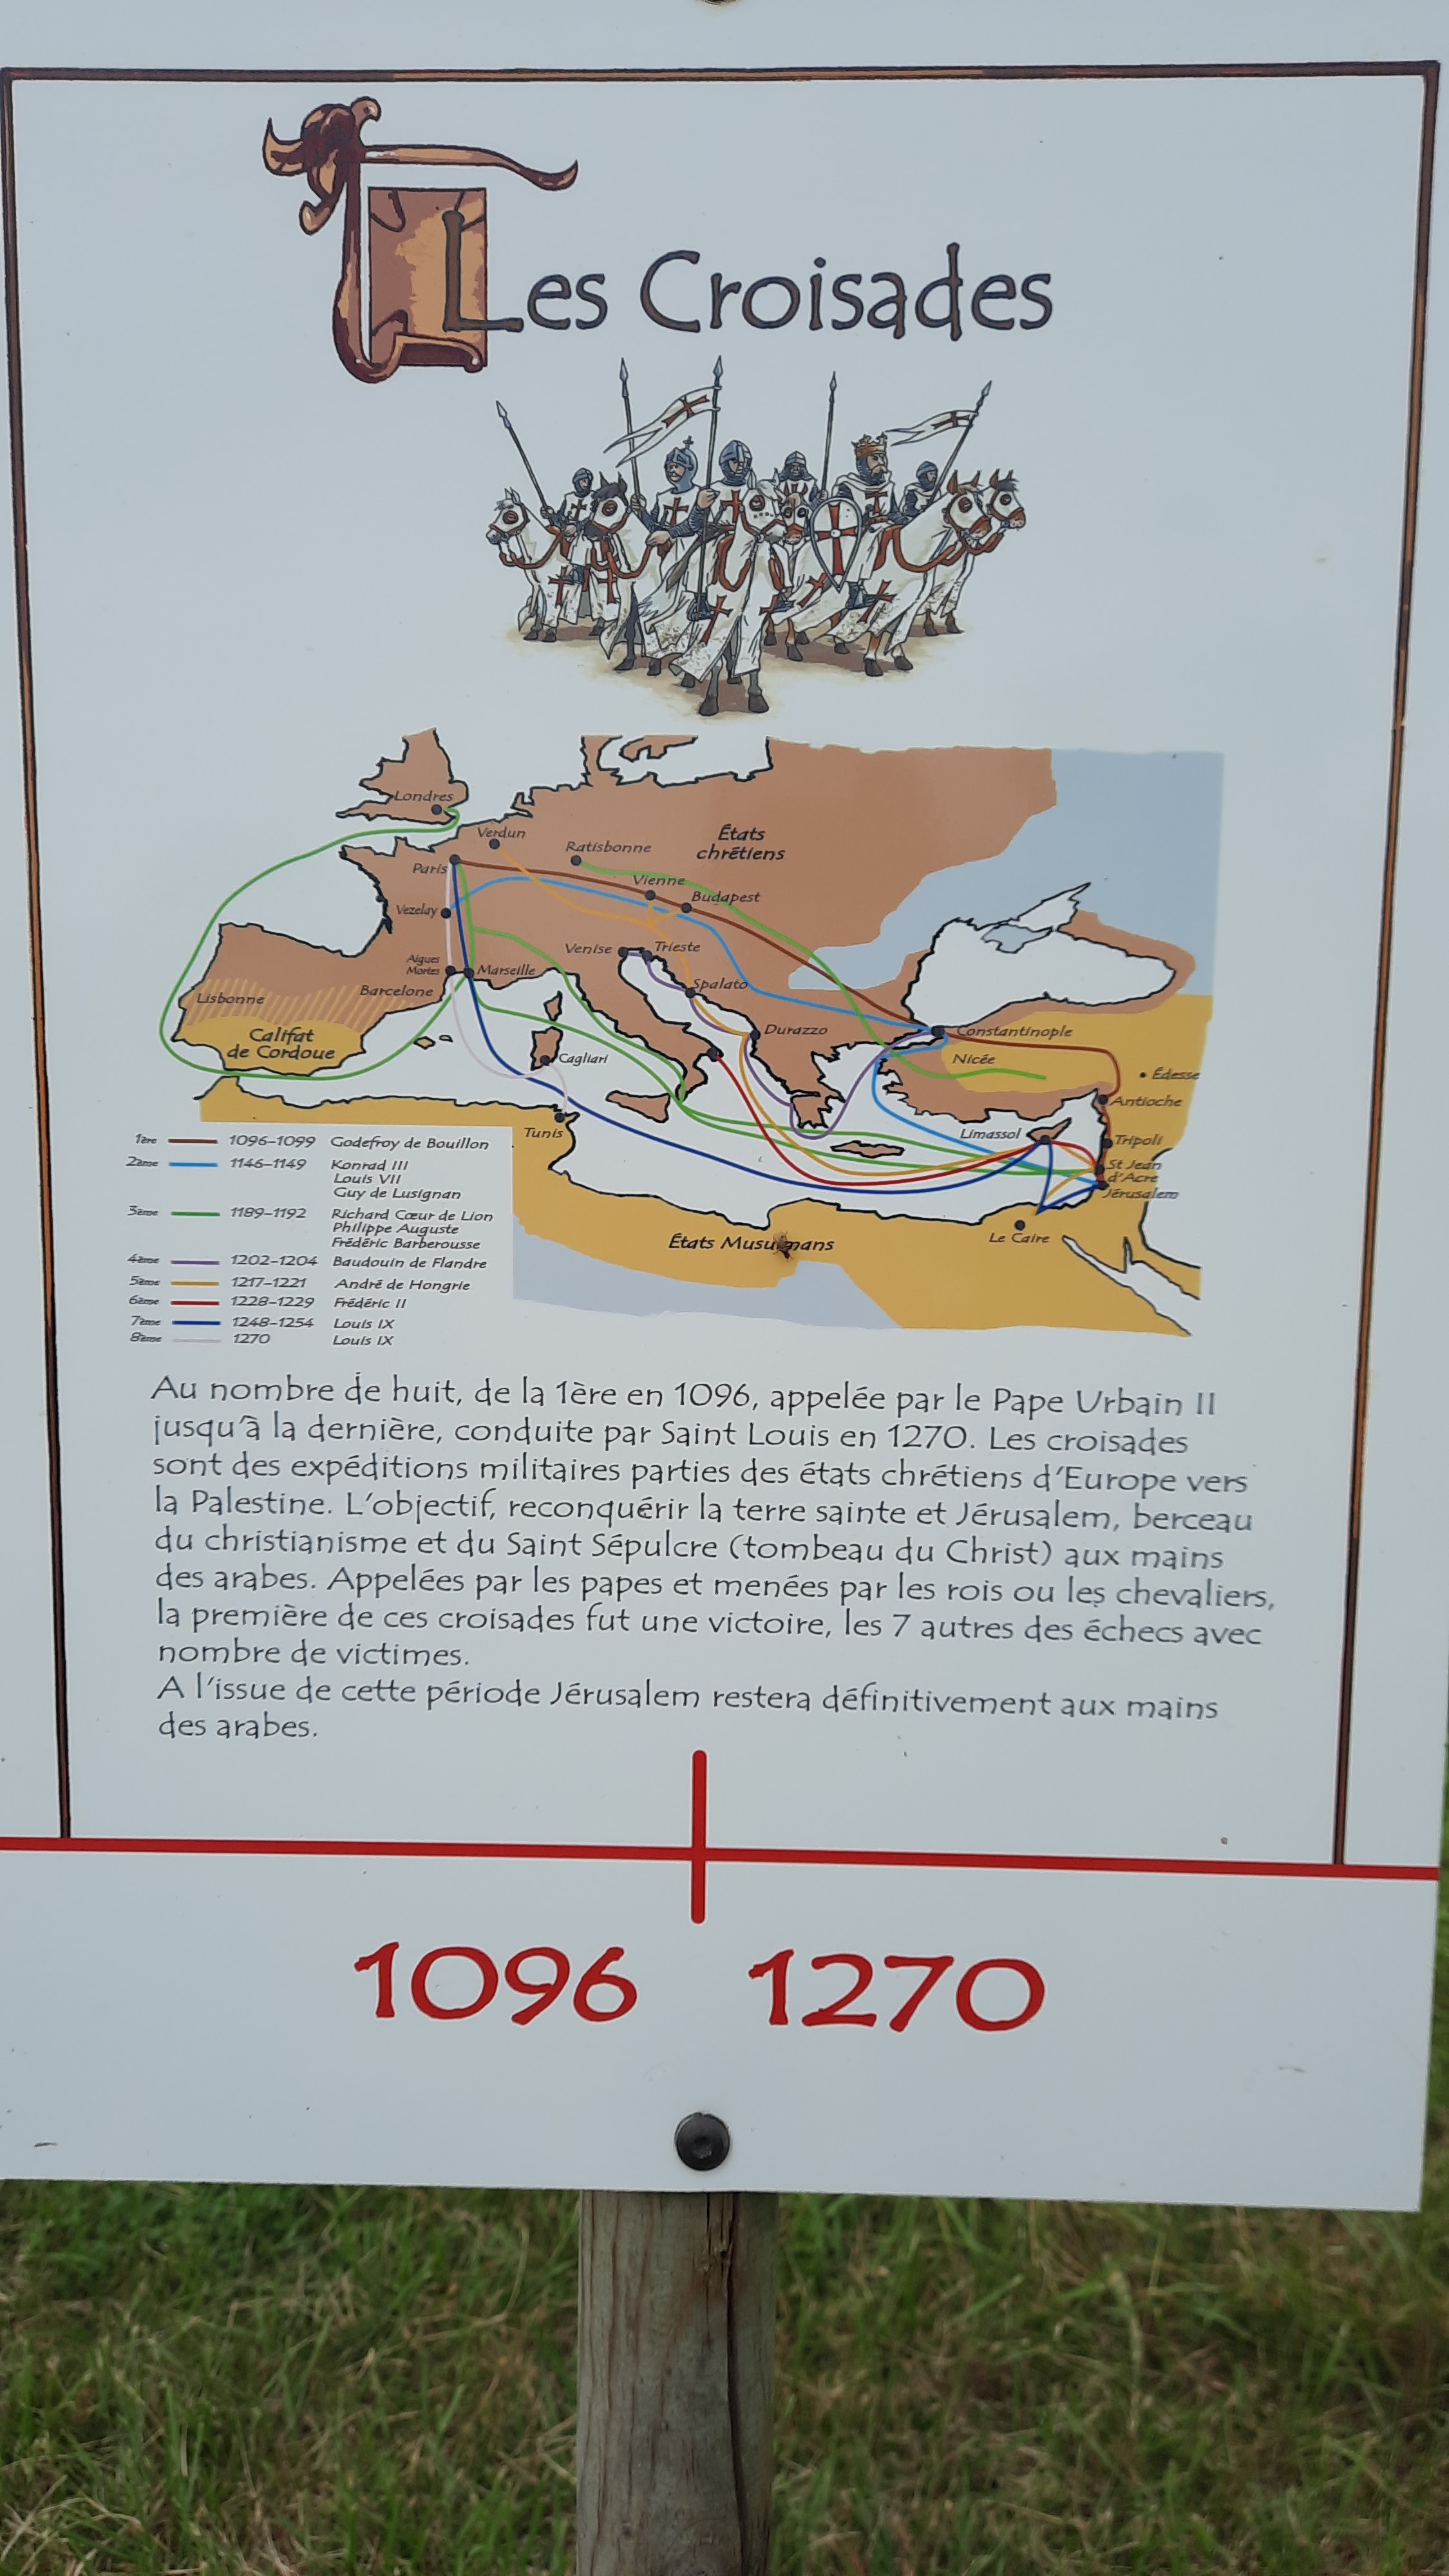 Les Croisades
Londres
Verdun
Ratisbonne
États
chrétiens
Paris
Vienne
Budapest
Vezelay
Venise
Trieste
Aigues
Mortes
Marseille
Lisbonne
Barcelone
Spalato
Califat
de Cordoue
Durazzo
Constantinople
Cagliari
Nicée
Édesse
Antioche
Tunis
Limassol
Tripoli
St Jean
d'Acre
Jérusalem
Le Caire
États Musulmans
1ère 1096-1099 Godefroy de Bouillon
2ème 1146-1149 Konrad III
Louis VII
Guy de Lusignan
3ème 1189-1192 Richard Cœur de Lion
Philippe Auguste
Frédéric Barberousse
4ème 1202-1204 Baudouin de Flandre
5ème 1217-1221 André de Hongrie
6ème 1228-1229 Frédéric II
7ème 1248-1254 Louis IX
8ème 1270 Louis IX
Au nombre de huit, de la 1ère en 1096, appelée par le Pape Urbain II
jusqu'à la dernière, conduite par Saint Louis en 1270. Les croisades
sont des expéditions militaires parties des états chrétiens d'Europe vers
la Palestine. L'objectif, reconquérir la terre sainte et Jérusalem, berceau
du christianisme et du Saint Sépulcre (tombeau du Christ) aux mains
des arabes. Appelées par les papes et menées par les rois ou les chevaliers,
la première de ces croisades fut une victoire, les 7 autres des échecs avec
nombre de victimes.
A l'issue de cette période Jérusalem restera définitivement aux mains
des arabes.
1096 1270